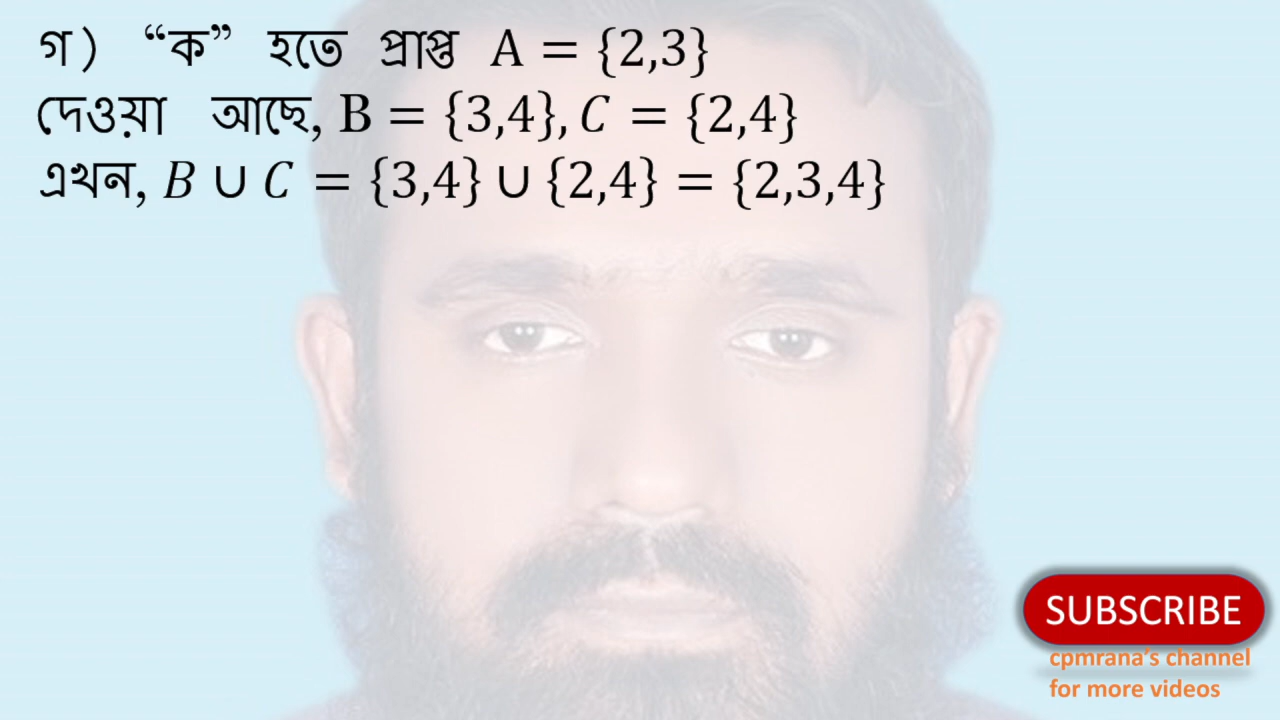 গ) “ক” হতে প্রাপ্ত A = {2,3}
দেওয়া আছে, B = {3,4}, C = {2,4}
এখন, B ∪ C = {3,4} ∪ {2,4} = {2,3,4}
SUBSCRIBE
cpmrana’s channel
for more videos